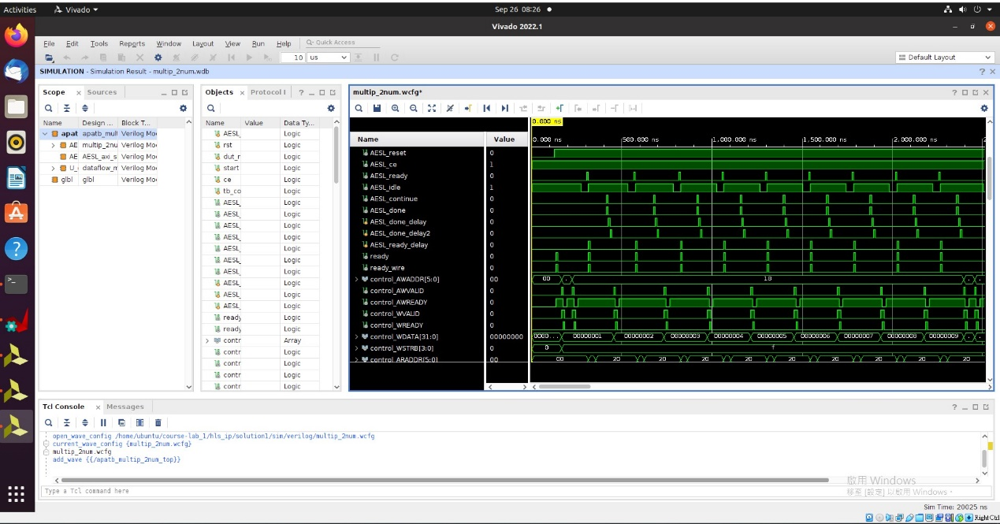 Activities Vivado Sep 26 08:26
Vivado 2022.1
File Edit Tools Reports Window Layout View Run Help Quick Access
10 us Default Layout
SIMULATION - Simulation Result - multip_2num.wdb
Scope Sources
Name Design ... Block T...
apat apatb_mul Verilog Mo
AE multip_2nu Verilog Mo
AE AESL_axi_s Verilog Mo
U_ dataflow_m Verilog Mo
glbl glbl Verilog Mo
Objects Protocol I
Name Value Data Ty...
AESL_ Logic
rst Logic
dut_r Logic
start Logic
ce Logic
tb_co Logic
AESL_ Logic
AESL_ Logic
AESL_ Logic
AESL_ Logic
AESL_ Logic
AESL_ Logic
AESL_ Logic
AESL_ Logic
AESL_ Logic
AESL_ Logic
ready Logic
ready Logic
contr Array
contr Logic
contr Logic
contr Logic
contr Logic
multip_2num.wcfg*
Name Value
AESL_reset 0
AESL_ce 1
AESL_ready 0
AESL_idle 1
AESL_continue 0
AESL_done 0
AESL_done_delay 0
AESL_done_delay2 0
AESL_ready_delay 0
ready 0
ready_wire 0
control_AWADDR[5:0] 00
control_AWVALID 0
control_AWREADY 0
control_WVALID 0
control_WREADY 0
control_WDATA[31:0] 00000000
control_WSTRB[3:0] 0
control_ARADDR[5:0] 00
0.000 ns
0.000 ns 500.000 ns 1,000.000 ns 1,500.000 ns 2,000.000 ns 2
00 18
0000... 00000001 00000002 00000003 00000004 00000005 00000006 00000007 00000008 00000009
0 f
00 20 20 20 20 20 20 20 20 20
Tcl Console Messages
open_wave_config /home/ubuntu/course-lab_1/hls_ip/solution1/sim/verilog/multip_2num.wcfg
current_wave_config {multip_2num.wcfg}
multip_2num.wcfg
add_wave {{/apatb_multip_2num_top}}
Type a Tcl command here
啟用 Windows
移至 [設定] 以啟用 Windows。
Sim Time: 20025 ns
Right Ctrl